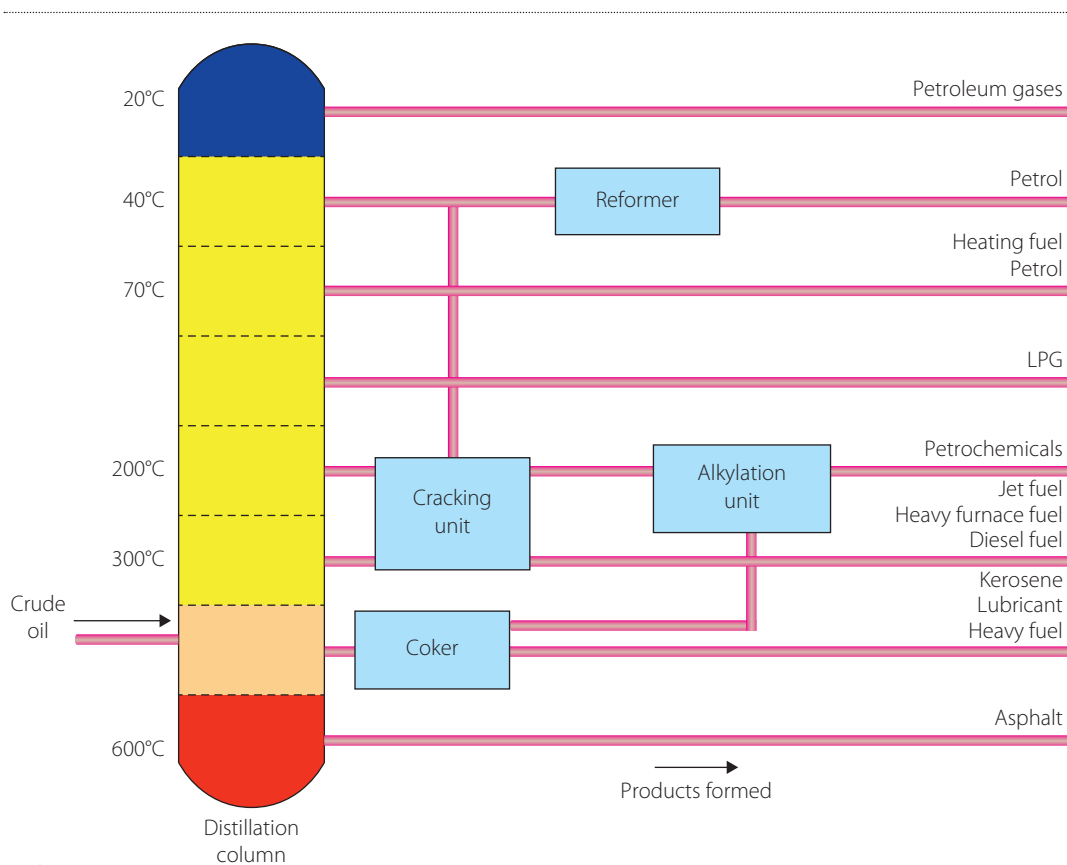 20°C
Petroleum gases
40°C
Reformer
Petrol
Heating fuel
70°C
Petrol
LPG
200°C
Cracking
unit
Alkylation
unit
Petrochemicals
Jet fuel
Heavy furnace fuel
300°C
Diesel fuel
Crude
oil
Coker
Kerosene
Lubricant
Heavy fuel
600°C
Asphalt
Products formed
Distillation
column